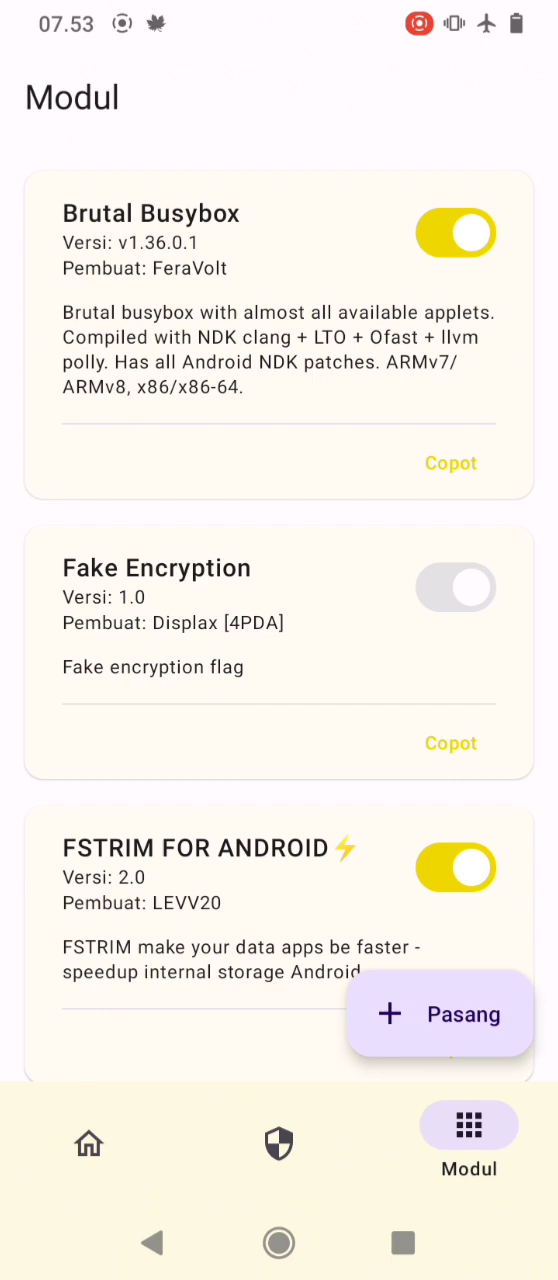 07.53
Modul
Brutal Busybox
Versi: v1.36.0.1
Pembuat: FeraVolt
Brutal busybox with almost all available applets.
Compiled with NDK clang + LTO + Ofast + llvm
polly. Has all Android NDK patches. ARMv7/
ARMv8, x86/x86-64.
Copot
Fake Encryption
Versi: 1.0
Pembuat: Displax [4PDA]
Fake encryption flag
Copot
FSTRIM FOR ANDROID⚡
Versi: 2.0
Pembuat: LEVV20
FSTRIM make your data apps be faster -
speedup internal storage Android
+ Pasang
Modul